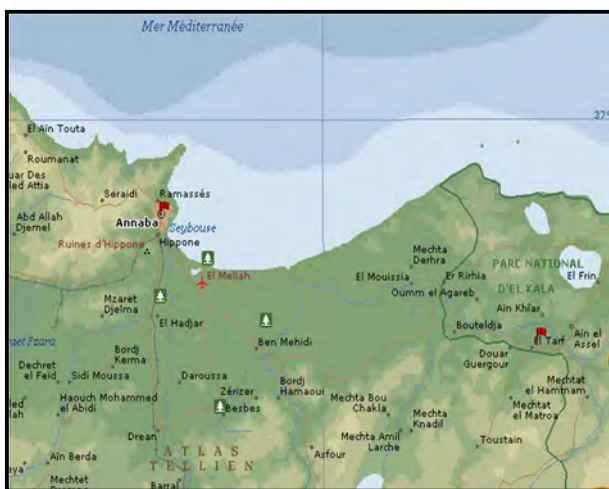 Mer Méditerranée
37°
El Aïn Touta
Roumanat
uar Des
led Attia
Seraidi
Ramassés
Annaba
Seybouse
Abd Allah
Djemel
Hippone
Ruines d'Hippone
Mechta
Derhra
PARC NATIONAL
D'EL KALA
El Mellah
El Mouissia
Er Rirhia
El Frin
Oumm el Agareb
Mzaret
Djelma
Aïn Khîar
El Hadjar
Bouteldja
Aïn el
Assel
El Tarf
Ben Mehidi
Douar
Guergour
Bordj
Kerma
Dechret
el Feïd
Sidi Moussa
Daroussa
Zérizer
Bordj
Hamaoui
Mechtat
el Hammam
Haouch Mohammed
el Abidi
Besbes
Mechta Bou
Chakla
Mechtat
el Matroa
Drean
Mechta Amil
Larche
Mechta
Knadil
Toustain
ATLAS
TELLIEN
Asfour
Aïn Berda
Mechtet
Barral